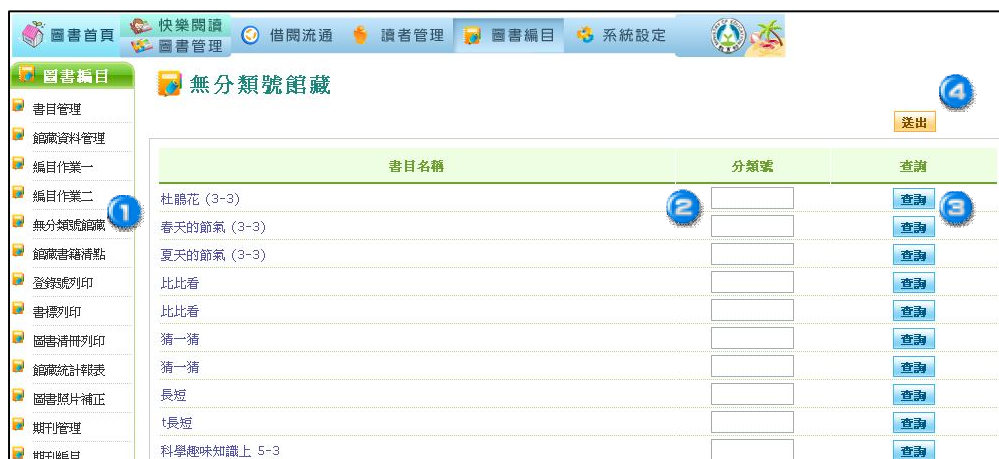 圖書首頁
快樂閱讀
圖書管理
借閱流通
讀者管理
圖書編目
系統設定
圖書編目
書目管理
館藏資料管理
編目作業一
編目作業二
無分類號館藏
館藏書籍清點
登錄號列印
書標列印
圖書清冊列印
館藏統計報表
圖書照片補正
期刊管理
期刊編目
1
無分類號館藏
4
送出
書目名稱 分類號 查詢
杜鵑花 (3-3) 2 查詢 3
春天的節氣 (3-3) 查詢
夏天的節氣 (3-3) 查詢
比比看 查詢
比比看 查詢
猜一猜 查詢
猜一猜 查詢
長短 查詢
t長短 查詢
科學趣味知識上 5-3 查詢